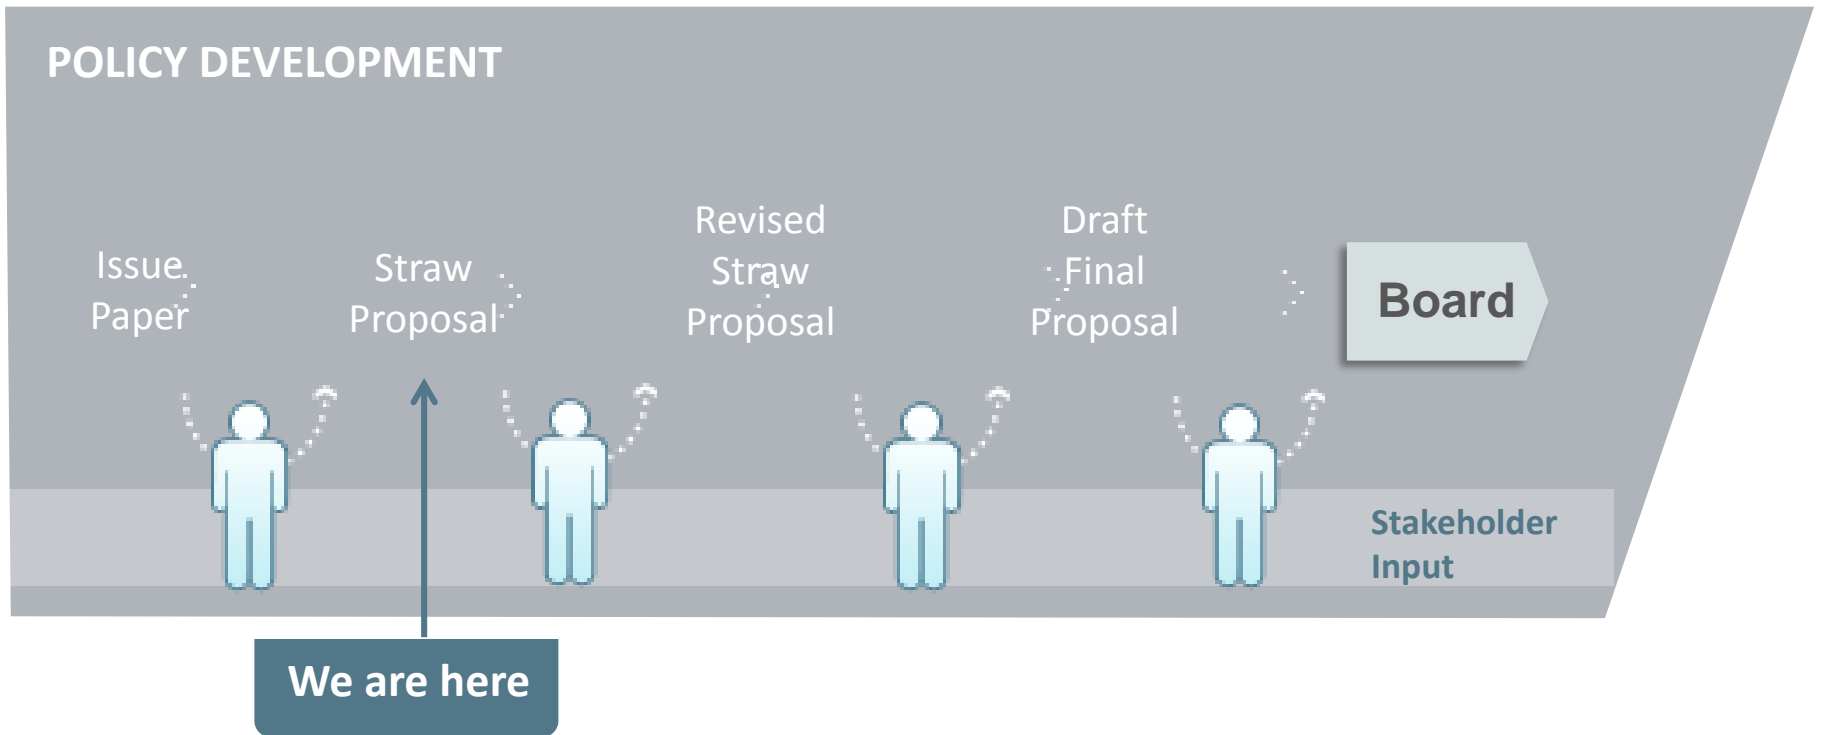 POLICY DEVELOPMENT
Issue
Paper
Straw
Proposal
Revised
Straw
Proposal
Draft
Final
Proposal
Board
Stakeholder
Input
We are here